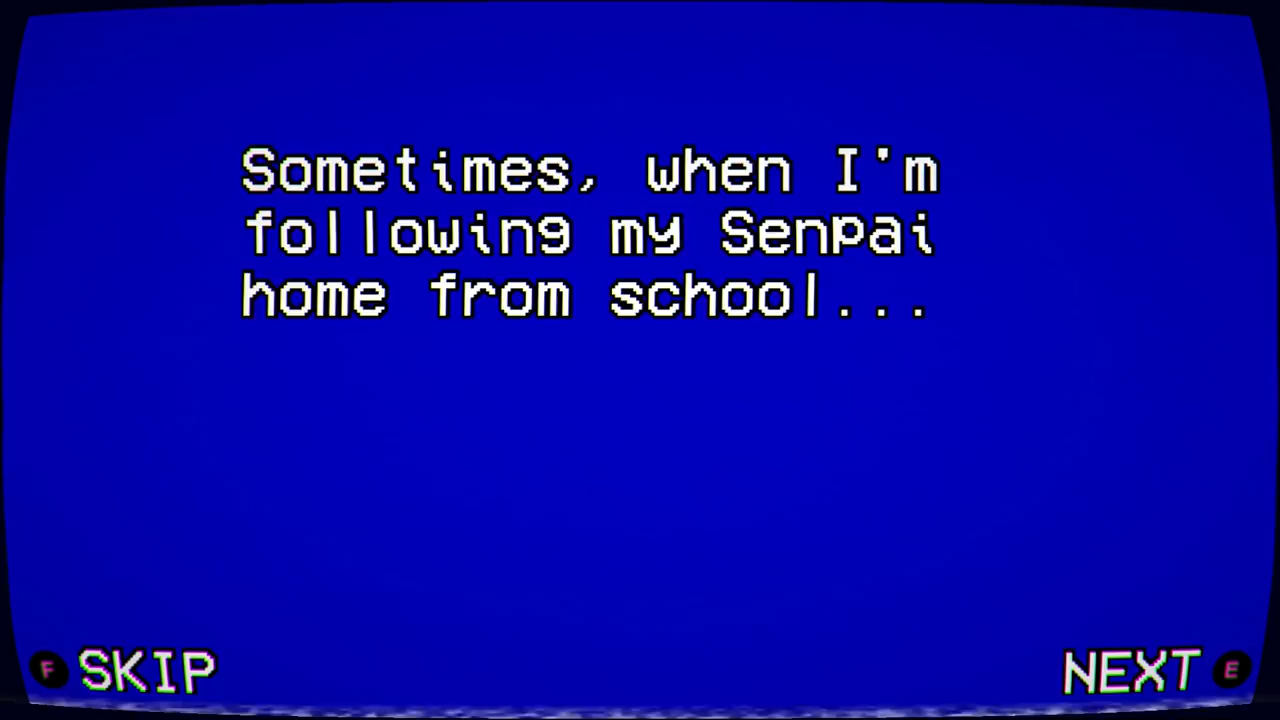 Sometimes, when I'm
following my Senpai
home from school...
F SKIP
NEXT E